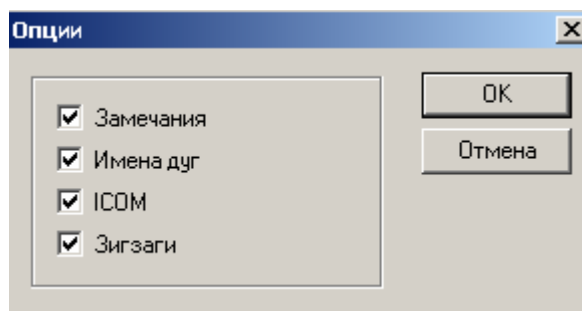 Опции
Замечания
Имена дуг
ICOM
Зигзаги
OK
Отмена